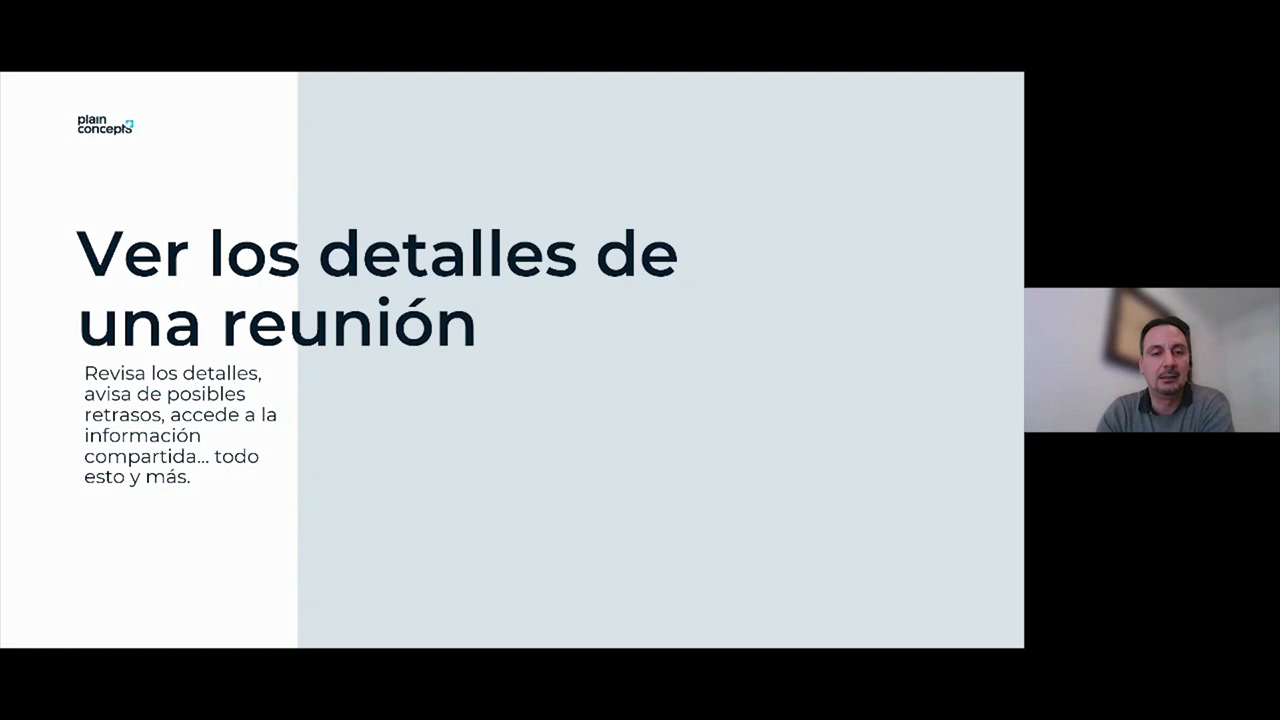 plain
concepts
Ver los detalles de
una reunión
Revisa los detalles,
avisa de posibles
retrasos, accede a la
información
compartida... todo
esto y más.